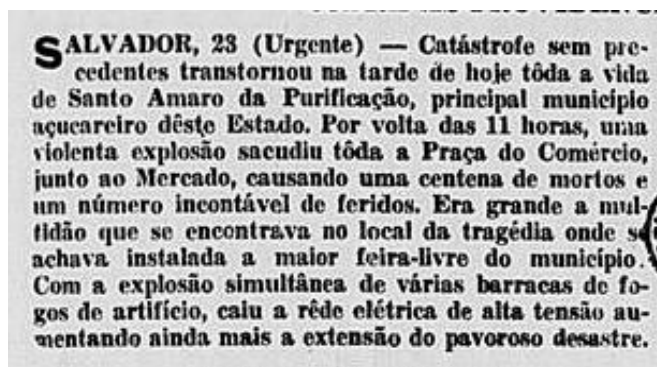 SALVADOR, 23 (Urgente) — Catástrofe sem pre-
cedentes transtornou na tarde de hoje tôda a vida
de Santo Amaro da Purificação, principal município
açucareiro dêste Estado. Por volta das 11 horas, uma
violenta explosão sacudiu tôda a Praça do Comércio,
junto ao Mercado, causando uma centena de mortos e
um número incontável de feridos. Era grande a mul-
tidão que se encontrava no local da tragédia onde se
achava instalada a maior feira-livre do município.
Com a explosão simultânea de várias barracas de fo-
gos de artifício, caiu a rêde elétrica de alta tensão au-
mentando ainda mais a extensão do pavoroso desastre.